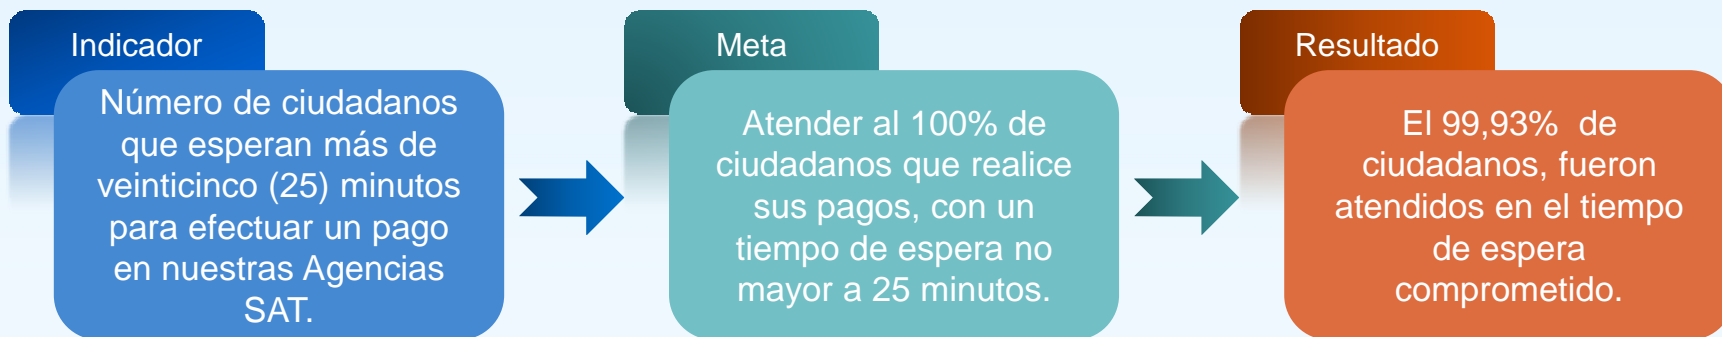 Indicador
Número de ciudadanos
que esperan más de
veinticinco (25) minutos
para efectuar un pago
en nuestras Agencias
SAT.
Meta
Atender al 100% de
ciudadanos que realice
sus pagos, con un
tiempo de espera no
mayor a 25 minutos.
Resultado
El 99,93% de
ciudadanos, fueron
atendidos en el tiempo
de espera
comprometido.